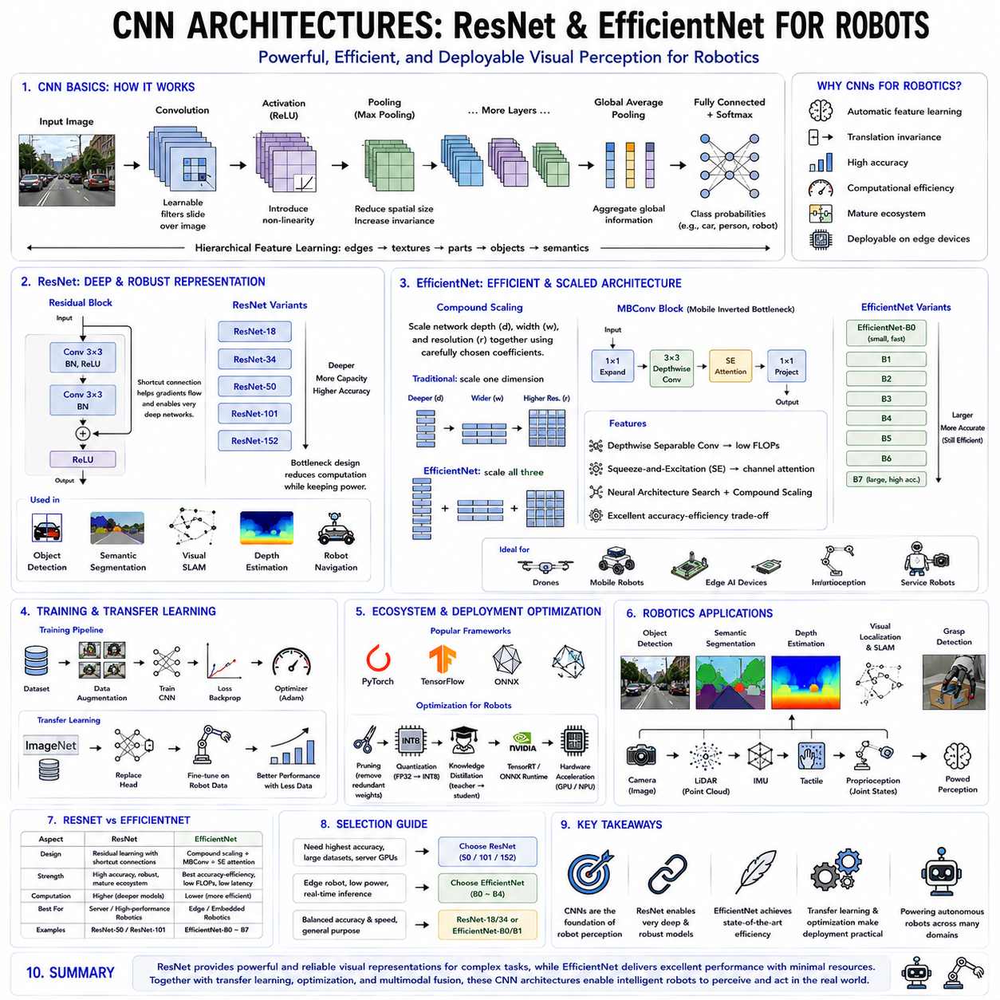 CNN ARCHITECTURES: ResNet & EfficientNet FOR ROBOTS
Powerful, Efficient, and Deployable Visual Perception for Robotics
1. CNN BASICS: HOW IT WORKS
Input Image
Convolution
Learnable
filters slide
over image
Activation
(ReLU)
Introduce
non-linearity
Pooling
(Max Pooling)
Reduce spatial size
Increase invariance
... More Layers ...
Global Average
Pooling
Aggregate global
information
Fully Connected
+ Softmax
Class probabilities
(e.g., car, person, robot)
Hierarchical Feature Learning: edges → textures → parts → objects → semantics
WHY CNNs FOR ROBOTICS?
Automatic feature learning
Translation invariance
High accuracy
Computational efficiency
Mature ecosystem
Deployable on edge devices
2. ResNet: DEEP & ROBUST REPRESENTATION
Residual Block
Input
Conv 3×3
BN, ReLU
Conv 3×3
BN
+
ReLU
Output
Shortcut connection
helps gradients flow
and enables very
deep networks.
ResNet Variants
ResNet-18
ResNet-34
ResNet-50
ResNet-101
ResNet-152
Deeper
More Capacity
Higher Accuracy
Bottleneck design
reduces computation
while keeping power.
Used in
Object
Detection
Semantic
Segmentation
Visual
SLAM
Depth
Estimation
Robot
Navigation
3. EfficientNet: EFFICIENT & SCALED ARCHITECTURE
Compound Scaling
Scale network depth (d), width (w),
and resolution (r) together using
carefully chosen coefficients.
Traditional: scale one dimension
Deeper (d)
Wider (w)
Higher Res. (r)
EfficientNet: scale all three
+
+
MBConv Block (Mobile Inverted Bottleneck)
Input
1×1
Expand
3×3
Depthwise
Conv
SE
Attention
1×1
Project
Output
Features
Depthwise Separable Conv → low FLOPs
Squeeze-and-Excitation (SE) → channel attention
Neural Architecture Search + Compound Scaling
Excellent accuracy-efficiency trade-off
EfficientNet Variants
EfficientNet-B0
(small, fast)
B1
B2
B3
B4
B5
B6
B7 (large, high acc.)
Larger
More Accurate
(Still Efficient)
Ideal for
Drones
Mobile Robots
Edge AI Devices
Service Robots
4. TRAINING & TRANSFER LEARNING
Training Pipeline
Dataset
Data
Augmentation
Train
CNN
Loss
Backprop
Optimizer
(Adam)
Transfer Learning
ImageNet
Replace
Head
Fine-tune on
Robot Data
Better Performance
with Less Data
5. ECOSYSTEM & DEPLOYMENT OPTIMIZATION
Popular Frameworks
PyTorch
TensorFlow
ONNX
Optimization for Robots
Pruning
(remove
redundant
weights)
INT8
Quantization
(FP32 → INT8)
Knowledge
Distillation
(teacher →
student)
NVIDIA
TensorRT /
ONNX Runtime
Hardware
Acceleration
(GPU / NPU)
6. ROBOTICS APPLICATIONS
Object
Detection
Semantic
Segmentation
Depth
Estimation
Visual
Localization
& SLAM
Grasp
Detection
Camera
(Image)
LiDAR
(Point Cloud)
IMU
Tactile
Proprioception
(Joint States)
Powed
Perception
7. RESNET vs EFFICIENTNET
Aspect ResNet EfficientNet
Design Residual learning with shortcut connections Compound scaling + MBConv + SE attention
Strength High accuracy, robust, mature ecosystem Best accuracy-efficiency, low FLOPs, low latency
Computation Higher (deeper models) Lower (more efficient)
Best For Server / High-performance Robotics Edge / Embedded Robotics
Examples ResNet-S0 / ResNet-101 EfficientNet-B0 ~ B7
8. SELECTION GUIDE
Need highest accuracy,
large datasets, server GPUs
Choose ResNet
(S0 / 101 / 152)
Edge robot, low power,
real-time inference
Choose EfficientNet
(B0 ~ B4)
Balanced accuracy & speed,
general purpose
ResNet-18/34 or
EfficientNet-B0/B1
9. KEY TAKEAWAYS
CNNs are the
foundation of
robot perception
ResNet enables
very deep &
robust models
EfficientNet achieves
state-of-the-art
efficiency
Transfer learning &
optimization make
deployment practical
Powering autonomous
robots across many
domains
10. SUMMARY
ResNet provides powerful and reliable visual representations for complex tasks, while EfficientNet delivers excellent performance with minimal resources.
Together with transfer learning, optimization, and multimodal fusion, these CNN architectures enable intelligent robots to perceive and act in the real world.